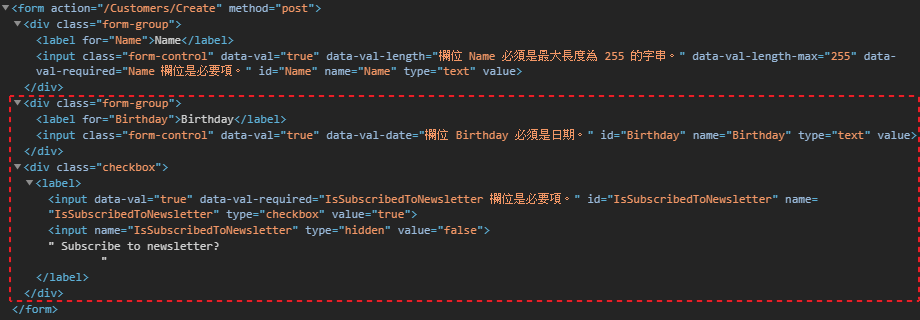 <form action="/Customers/Create" method="post">
<div class="form-group">
<label for="Name">Name</label>
<input class="form-control" data-val="true" data-val-length="欄位 Name 必須是最大長度為 255 的字串。" data-val-length-max="255" data-
val-required="Name 欄位是必要項。" id="Name" name="Name" type="text" value>
</div>
<div class="form-group">
<label for="Birthday">Birthday</label>
<input class="form-control" data-val="true" data-val-date="欄位 Birthday 必須是日期。" id="Birthday" name="Birthday" type="text" value>
</div>
<div class="checkbox">
<label>
<input data-val="true" data-val-required="IsSubscribedToNewsletter 欄位是必要項。" id="IsSubscribedToNewsletter" name=
"IsSubscribedToNewsletter" type="checkbox" value="true">
<input name="IsSubscribedToNewsletter" type="hidden" value="false">
" Subscribe to newsletter?
"
</label>
</div>
</form>